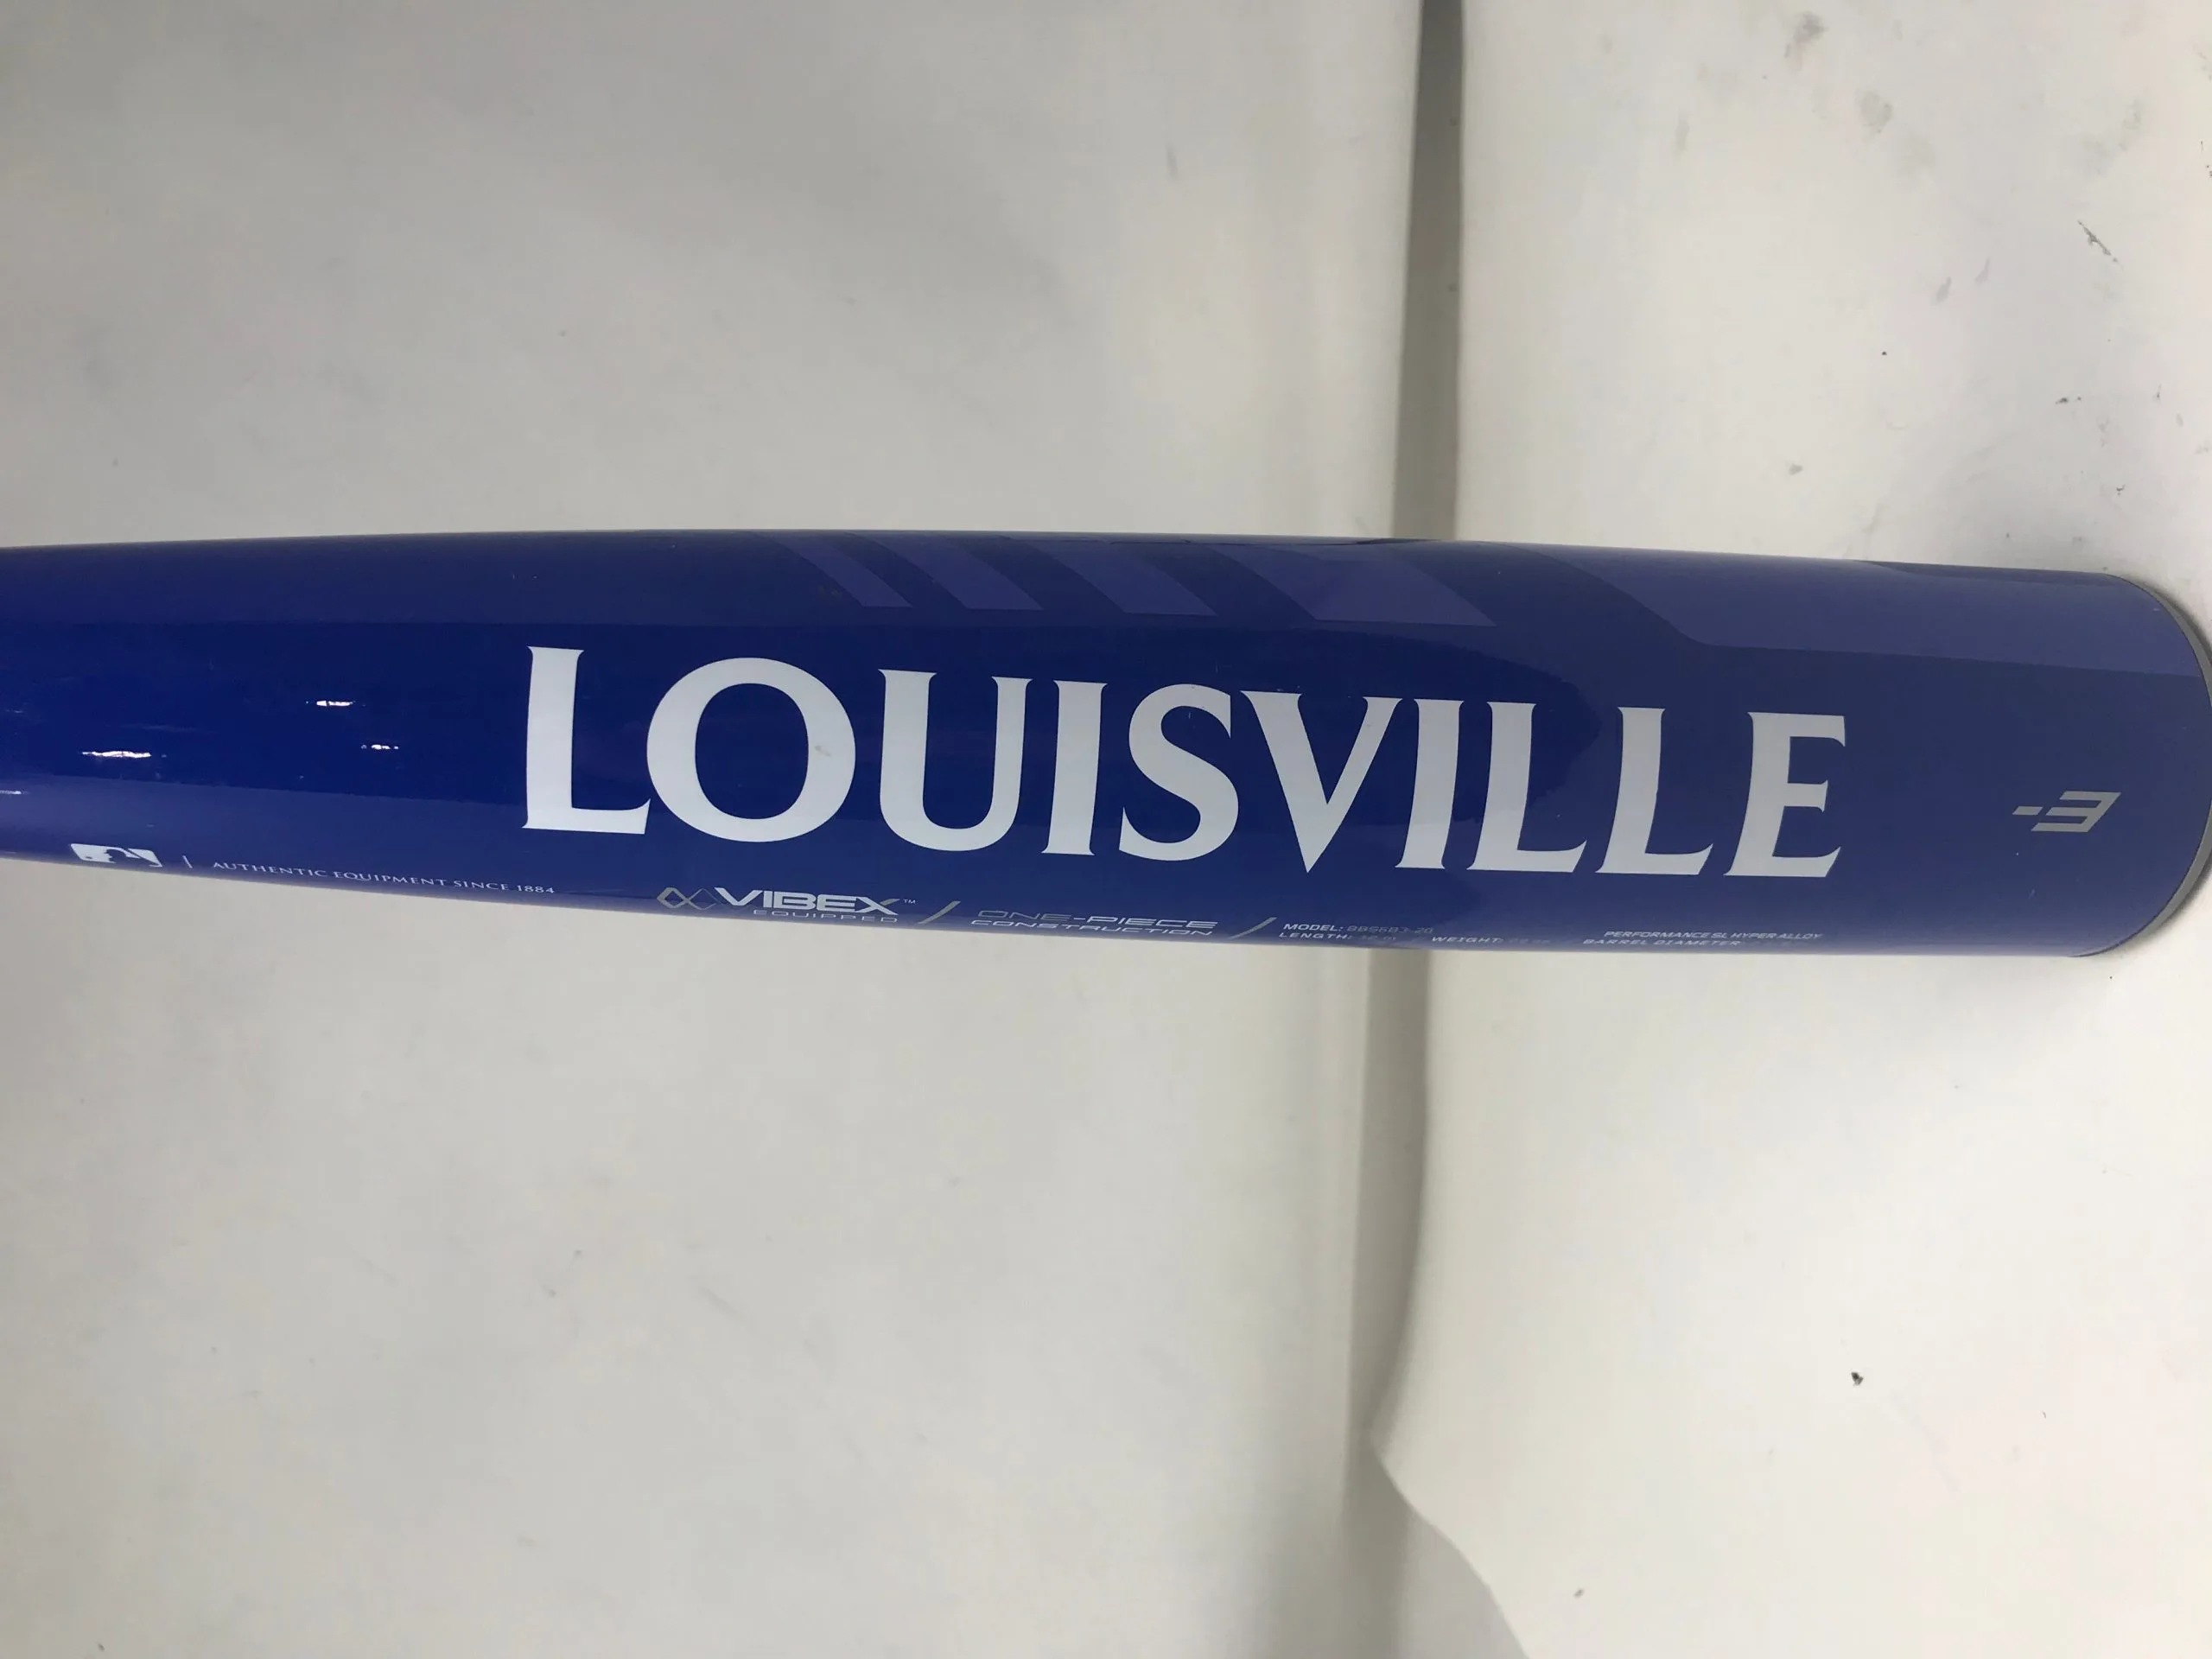 LOUISVILLE
-3
AUTHENTIC EQUIPMENT SINCE 1884
VIBEX™
EQUIPPED
ONE-PIECE
CONSTRUCTION
MODEL:
LENGTH:
WEIGHT:
PERFORMANCE SL HYPER ALLOY
BARREL DIAMETER